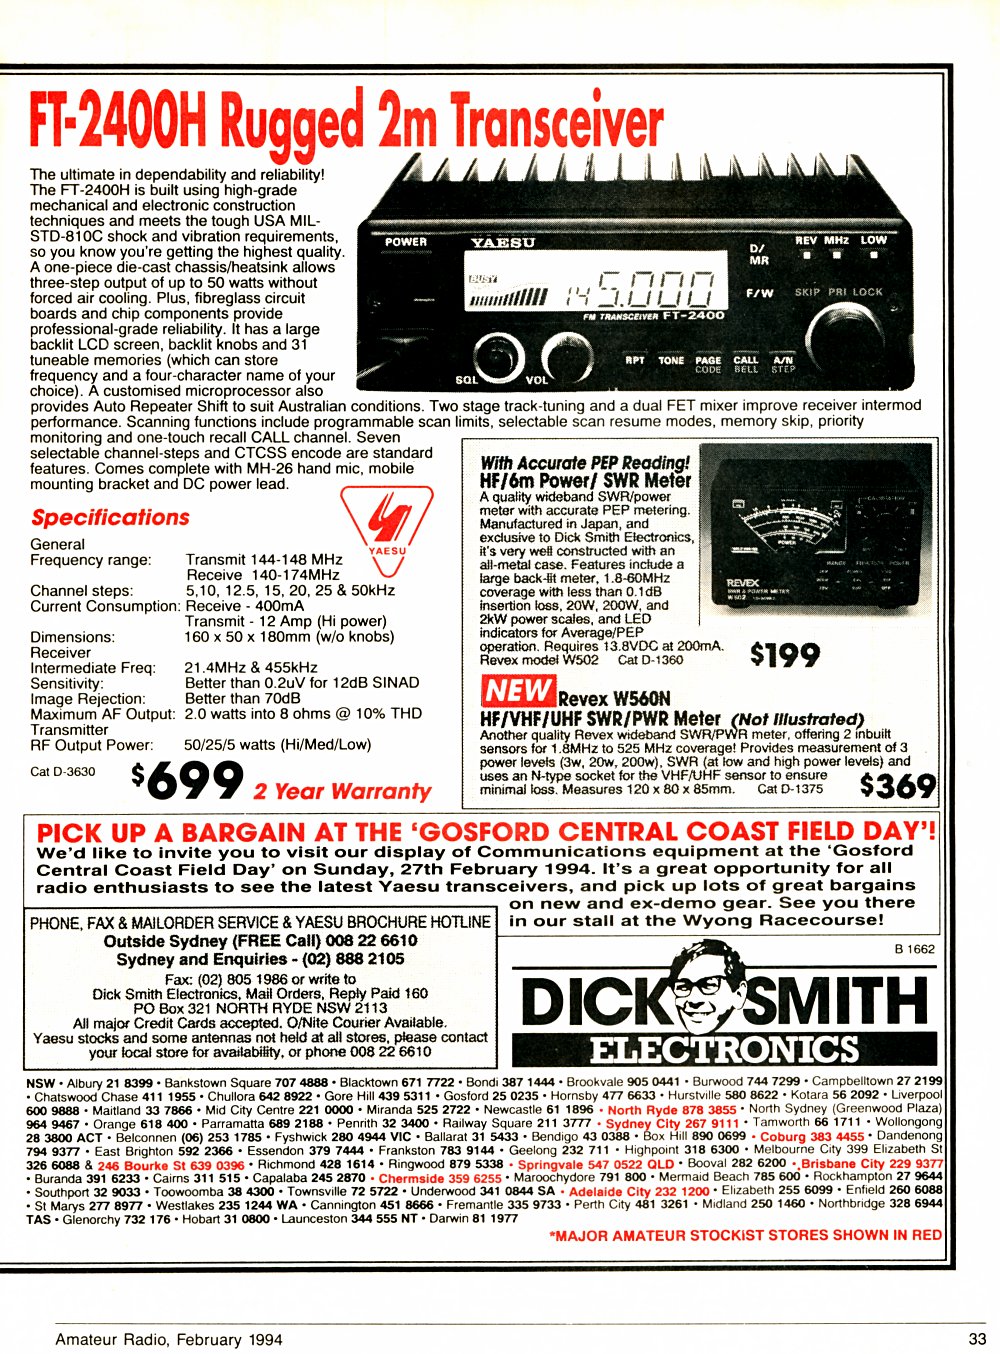 FT-2400H Rugged 2m Transceiver
The ultimate in dependability and reliability!
The FT-2400H is built using high-grade
mechanical and electronic construction
techniques and meets the tough USA MIL-
STD-810C shock and vibration requirements,
so you know you're getting the highest quality.
A one-piece die-cast chassis/heatsink allows
three-step output of up to 50 watts without
forced air cooling. Plus, fibreglass circuit
boards and chip components provide
professional-grade reliability. It has a large
backlit LCD screen, backlit knobs and 31
tuneable memories (which can store
frequency and a four-character name of your
choice). A customised microprocessor also
provides Auto Repeater Shift to suit Australian conditions. Two stage track-tuning and a dual FET mixer improve receiver intermod
performance. Scanning functions include programmable scan limits, selectable scan resume modes, memory skip, priority
monitoring and one-touch recall CALL channel. Seven
selectable channel-steps and CTCSS encode are standard
features. Comes complete with MH-26 hand mic, mobile
mounting bracket and DC power lead.
POWER
YAESU
BUSY
145.000
FM TRANSCEIVER FT-2400
SQL
VOL
D/
MR
F/W
REV MHz LOW
SKIP PRI LOCK
RPT TONE PAGE CALL A/N
CODE BELL STEP
Specifications
YAESU
General
Frequency range: Transmit 144-148 MHz
Receive 140-174MHz
Channel steps: 5,10, 12.5, 15, 20, 25 & 50kHz
Current Consumption: Receive - 400mA
Transmit - 12 Amp (Hi power)
Dimensions: 160 x 50 x 180mm (w/o knobs)
Receiver
Intermediate Freq: 21.4MHz & 455kHz
Sensitivity: Better than 0.2uV for 12dB SINAD
Image Rejection: Better than 70dB
Maximum AF Output: 2.0 watts into 8 ohms @ 10% THD
Transmitter
RF Output Power: 50/25/5 watts (Hi/Med/Low)
Cat D-3630
$699 2 Year Warranty
With Accurate PEP Reading!
HF/6m Power/ SWR Meter
A quality wideband SWR/power
meter with accurate PEP metering.
Manufactured in Japan, and
exclusive to Dick Smith Electronics,
it's very well constructed with an
all-metal case. Features include a
large back-lit meter, 1.8-60MHz
coverage with less than 0.1dB
insertion loss, 20W, 200W, and
2kW power scales, and LED
indicators for Average/PEP
operation. Requires 13.8VDC at 200mA.
Revex model W502 Cat D-1360
$199
REVEX
SWR & POWER METER
W502
NEW Revex W560N
HF/VHF/UHF SWR/PWR Meter (Not Illustrated)
Another quality Revex wideband SWR/PWR meter, offering 2 inbuilt
sensors for 1.8MHz to 525 MHz coverage! Provides measurement of 3
power levels (3w, 20w, 200w), SWR (at low and high power levels) and
uses an N-type socket for the VHF/UHF sensor to ensure
minimal loss. Measures 120 x 80 x 85mm. Cat D-1375
$369
PICK UP A BARGAIN AT THE 'GOSFORD CENTRAL COAST FIELD DAY'!
We'd like to invite you to visit our display of Communications equipment at the 'Gosford
Central Coast Field Day' on Sunday, 27th February 1994. It's a great opportunity for all
radio enthusiasts to see the latest Yaesu transceivers, and pick up lots of great bargains
on new and ex-demo gear. See you there
in our stall at the Wyong Racecourse!
PHONE, FAX & MAILORDER SERVICE & YAESU BROCHURE HOTLINE
Outside Sydney (FREE Call) 008 22 6610
Sydney and Enquiries - (02) 888 2105
Fax: (02) 805 1986 or write to
Dick Smith Electronics, Mail Orders, Reply Paid 160
PO Box 321 NORTH RYDE NSW 2113
All major Credit Cards accepted. O/Nite Courier Available.
Yaesu stocks and some antennas not held at all stores, please contact
your local store for availability, or phone 008 22 6610
B 1662
DICK SMITH
ELECTRONICS
NSW • Albury 21 8399 • Bankstown Square 707 4888 • Blacktown 671 7722 • Bondi 387 1444 • Brookvale 905 0441 • Burwood 744 7299 • Campbelltown 27 2199
• Chatswood Chase 411 1955 • Chullora 642 8922 • Gore Hill 439 5311 • Gosford 25 0235 • Hornsby 477 6633 • Hurstville 580 8622 • Kotara 56 2092 • Liverpool
600 9888 • Maitland 33 7866 • Mid City Centre 221 0000 • Miranda 525 2722 • Newcastle 61 1896 • North Ryde 878 3855 • North Sydney (Greenwood Plaza)
964 9467 • Orange 618 400 • Parramatta 689 2188 • Penrith 32 3400 • Railway Square 211 3777 • Sydney City 267 9111 • Tamworth 66 1711 • Wollongong
28 3800 ACT • Belconnen (06) 253 1785 • Fyshwick 280 4944 VIC • Ballarat 31 5433 • Bendigo 43 0388 • Box Hill 890 0699 • Coburg 383 4455 • Dandenong
794 9377 • East Brighton 592 2366 • Essendon 379 7444 • Frankston 783 9144 • Geelong 232 711 • Highpoint 318 6300 • Melbourne City 399 Elizabeth St
326 6088 & 246 Bourke St 639 0396 • Richmond 428 1614 • Ringwood 879 5338 • Springvale 547 0522 QLD • Booval 282 6200 • Brisbane City 229 9377
• Buranda 391 6233 • Cairns 311 515 • Capalaba 245 2870 • Chermside 359 6255 • Maroochydore 791 800 • Mermaid Beach 785 600 • Rockhampton 27 9644
• Southport 32 9033 • Toowoomba 38 4300 • Townsville 72 5722 • Underwood 341 0844 SA • Adelaide City 232 1200 • Elizabeth 255 6099 • Enfield 260 6088
• St Marys 277 8977 • Westlakes 235 1244 WA • Cannington 451 8666 • Fremantle 335 9733 • Perth City 481 3261 • Midland 250 1460 • Northbridge 328 6944
TAS • Glenorchy 732 176 • Hobart 31 0800 • Launceston 344 555 NT • Darwin 81 1977
*MAJOR AMATEUR STOCKIST STORES SHOWN IN RED
Amateur Radio, February 1994
33